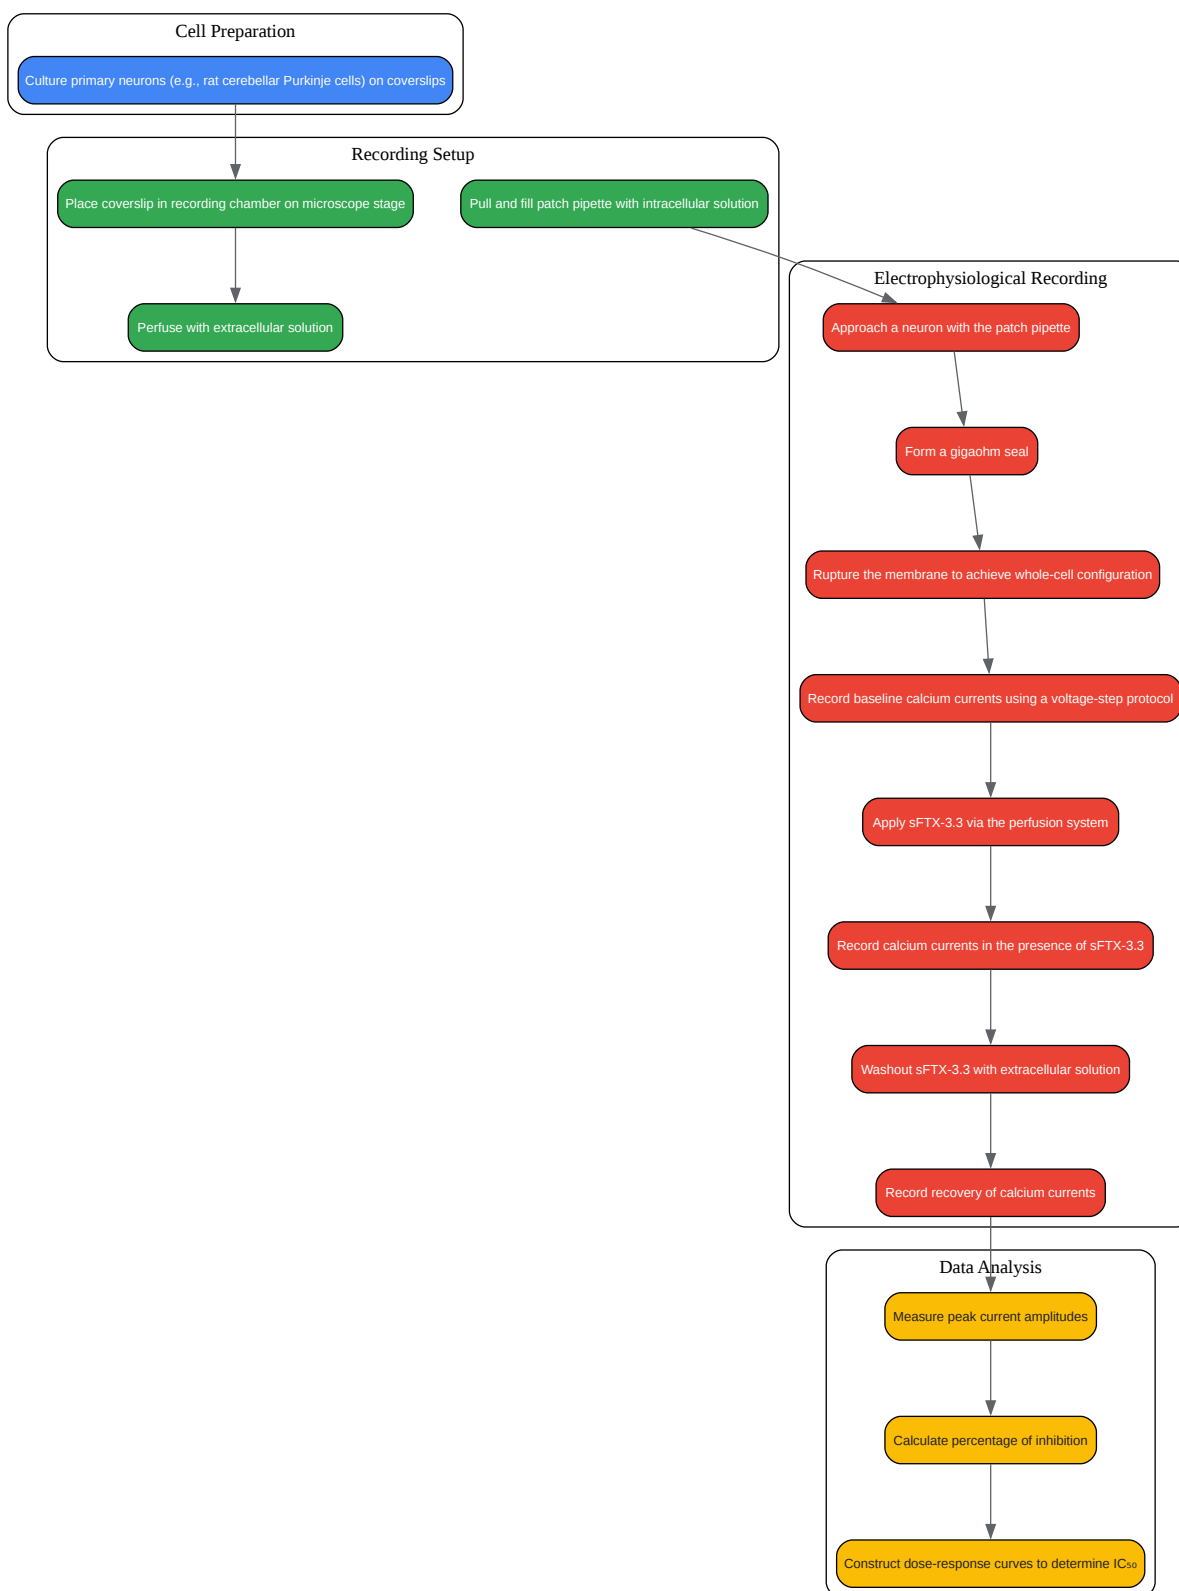 Cell Preparation
Culture primary neurons (e.g., rat cerebellar Purkinje cells) on coverslips
Recording Setup
Place coverslip in recording chamber on microscope stage
Pull and fill patch pipette with intracellular solution
Perfuse with extracellular solution
Electrophysiological Recording
Approach a neuron with the patch pipette
Form a gigaohm seal
Rupture the membrane to achieve whole-cell configuration
Record baseline calcium currents using a voltage-step protocol
Apply sFTX-3.3 via the perfusion system
Record calcium currents in the presence of sFTX-3.3
Washout sFTX-3.3 with extracellular solution
Record recovery of calcium currents
Data Analysis
Measure peak current amplitudes
Calculate percentage of inhibition
Construct dose-response curves to determine IC₅₀